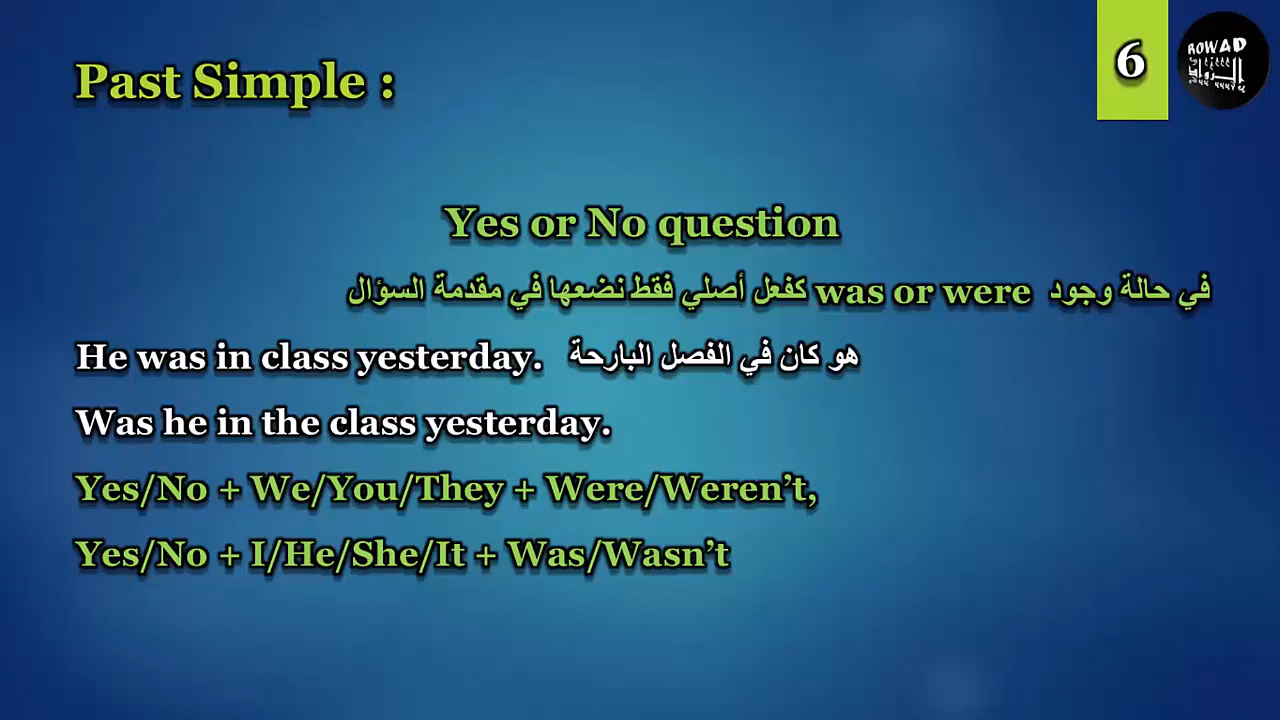 Past Simple :
6
ROWAD
الرواد
Yes or No question
في حالة وجود was or were كفعل أصلي فقط نضعها في مقدمة السؤال
He was in class yesterday. هو كان في الفصل البارحة
Was he in the class yesterday.
Yes/No + We/You/They + Were/Weren’t,
Yes/No + I/He/She/It + Was/Wasn’t